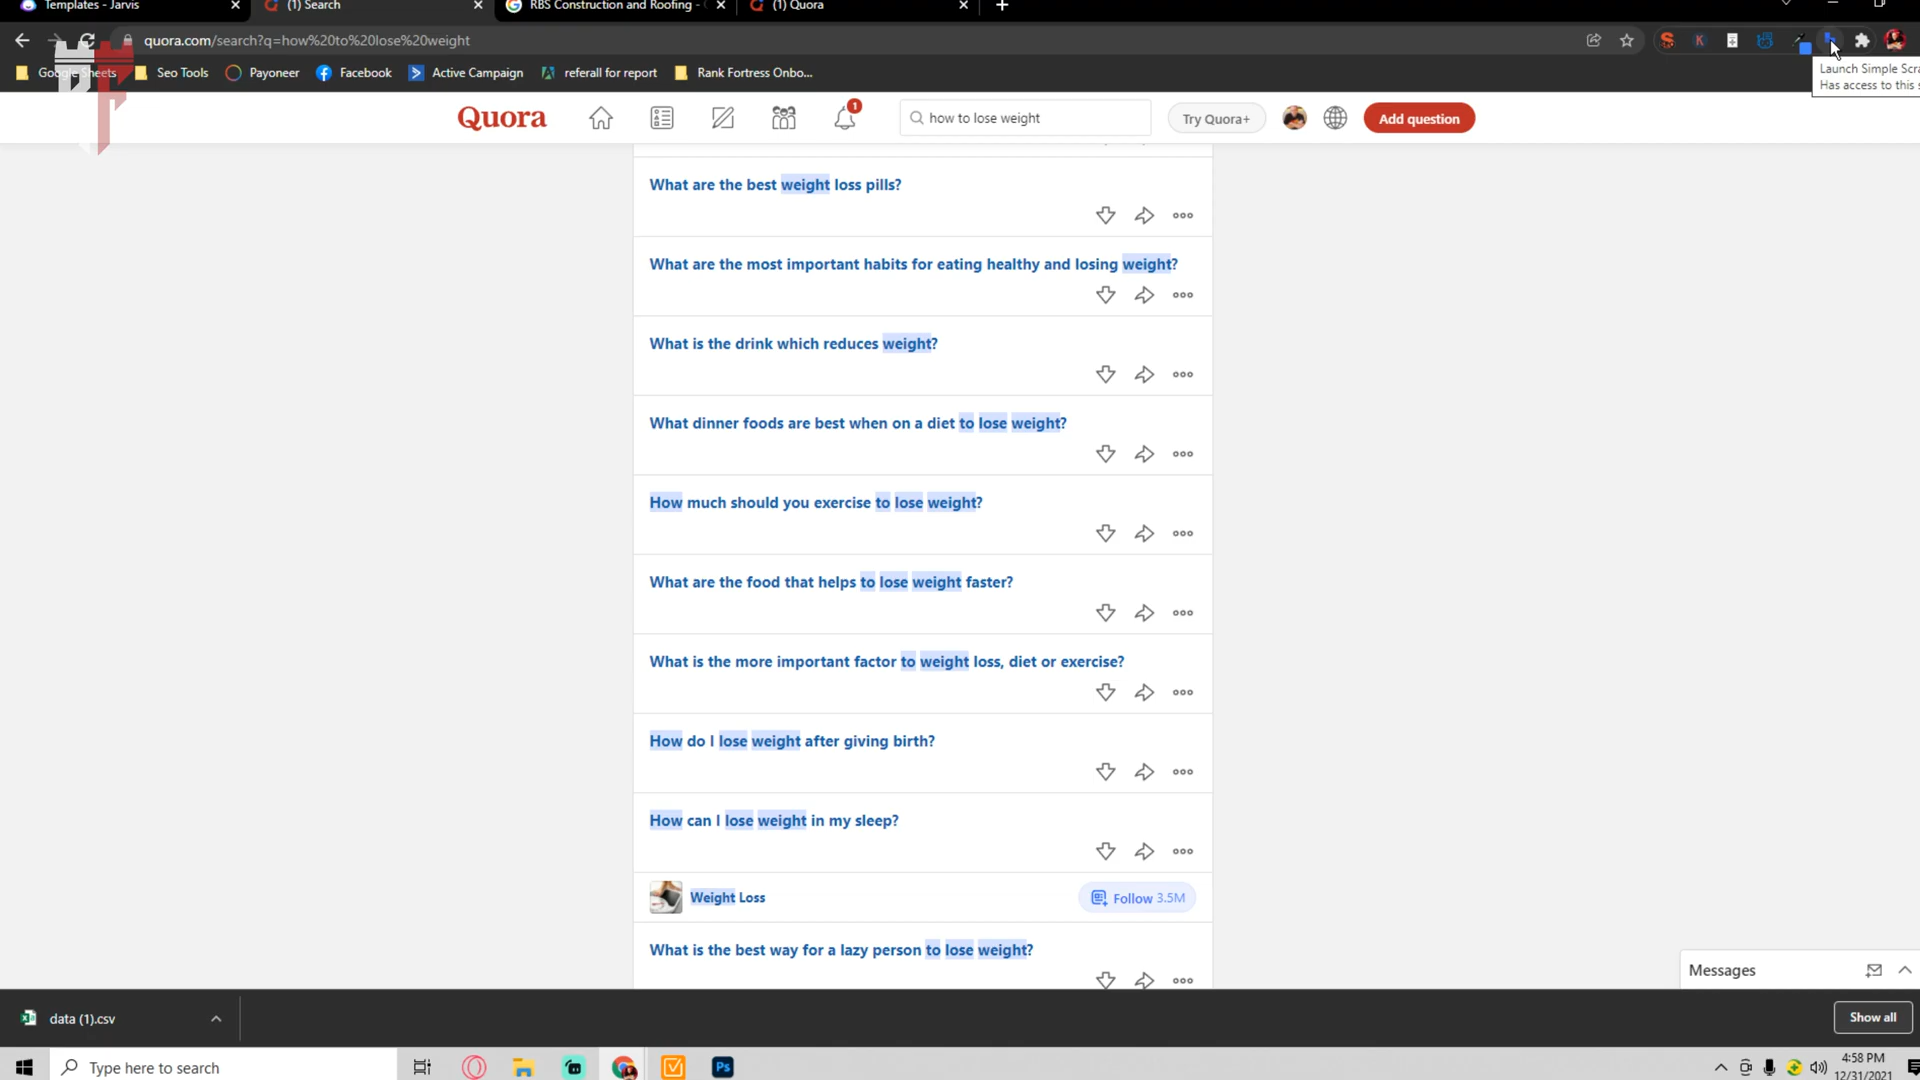 Templates - Jarvis
(1) Search
RBS Construction and Roofing -
(1) Quora
quora.com/search?q=how%20to%20lose%20weight
Launch Simple Scra
Has access to this s
Google Sheets
Seo Tools
Payoneer
Facebook
Active Campaign
referall for report
Rank Fortress Onbo...
Quora
1
how to lose weight
Try Quora+
Add question
What are the best weight loss pills?
What are the most important habits for eating healthy and losing weight?
What is the drink which reduces weight?
What dinner foods are best when on a diet to lose weight?
How much should you exercise to lose weight?
What are the food that helps to lose weight faster?
What is the more important factor to weight loss, diet or exercise?
How do I lose weight after giving birth?
How can I lose weight in my sleep?
Weight Loss
Follow 3.5M
What is the best way for a lazy person to lose weight?
Messages
data (1).csv
Show all
Type here to search
Ps
4:58 PM
12/31/2021